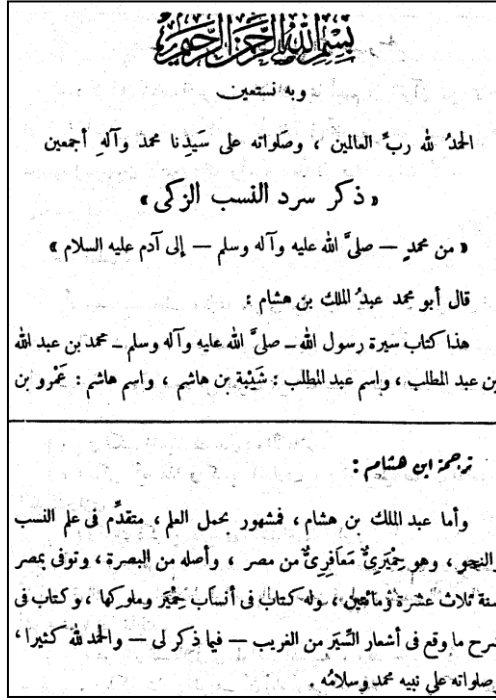 بسم الله الرحمن الرحيم
وبه نستعين
الحمدُ لله ربِّ العالمين ، وصلواته على سَيِّدِنا محمد وآلهِ أجمعين
« ذكر سرد النسب الزكى »
« من محمدٍ — صلىَّ الله عليه وآله وسلم — إلى آدم عليه السلام »
قال أبو محمد عبدُ الملك بن هشام :
هذا كتاب سيرة رسول الله – صلىَّ الله عليه وآله وسلم – محمد بن عبد الله
بن عبد المطلب ، واسم عبد المطلب : شَيْبة بن هاشم ، واسم هاشم : عَمْرو بن
ترجمة ابن هشام :
وأما عبد الملك بن هشام ، فمشهور بحمل العلم ، متقدِّم فى علم النسب
والنحو ، وهو حِمْيَرِىٌّ مَعَافِرِىٌّ من مصر ، وأصله من البصرة ، وتوفى بمصر
سنة ثلاث عشرة ومائتين ، وله كتاب فى أنساب حِمْيَر وملوكها ، وكتاب فى
شرح ما وقع فى أشعار السِّيَر من الغريب — فيما ذكر لى — والحمد لله كثيرا ،
وصلواته على نبيه محمد وسلامُه .